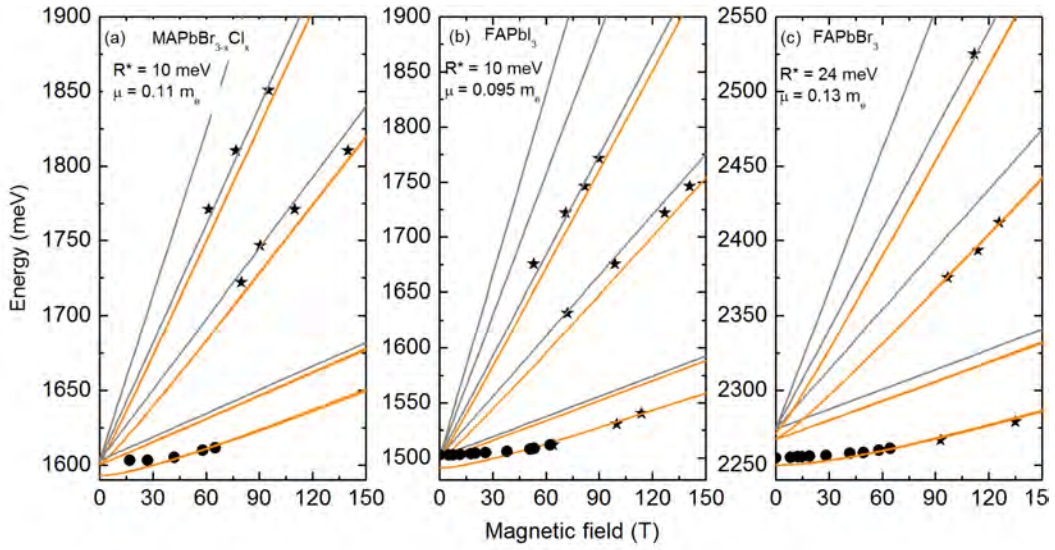 (a) MAPbBr₃₋ₓClₓ
R* = 10 meV
μ = 0.11 mₑ
1900
1850
1800
1750
1700
1650
1600
0 30 60 90 120 150
Energy (meV)
(b) FAPbI₃
R* = 10 meV
μ = 0.095 mₑ
1900
1850
1800
1750
1700
1650
1600
1550
1500
0 30 60 90 120 150
Magnetic field (T)
(c) FAPbBr₃
R* = 24 meV
μ = 0.13 mₑ
2550
2500
2450
2400
2350
2300
2250
0 30 60 90 120 150